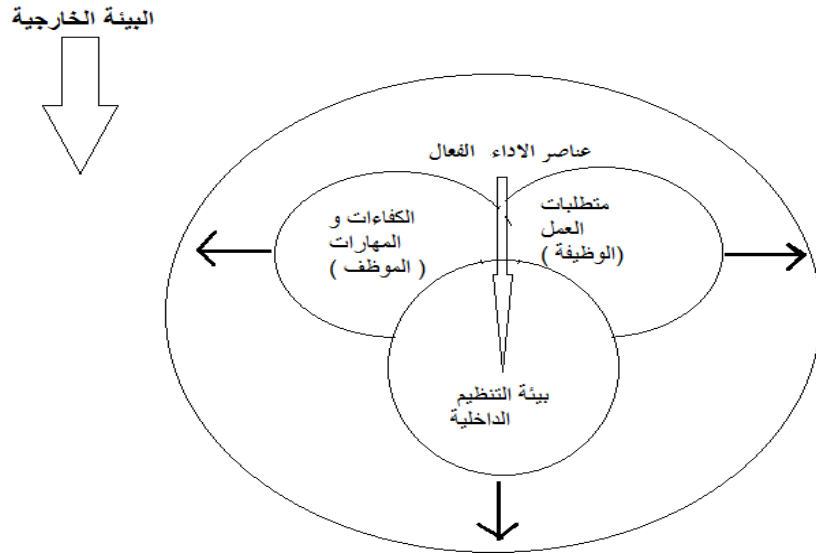 البيئة الخارجية
عناصر الاداء الفعال
متطلبات
العمل
(الوظيفة )
الكفاءات و
المهارات
( الموظف )
بيئة التنظيم
الداخلية